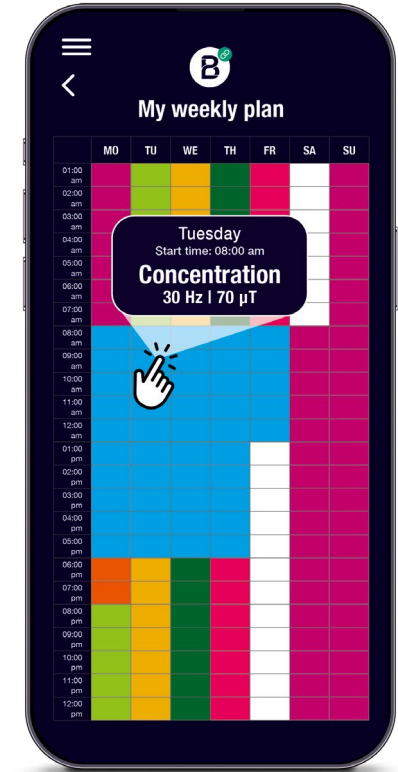 B
My weekly plan
MO TU WE TH FR SA SU
01:00
am
02:00
am
03:00
am
04:00
am
05:00
am
06:00
am
07:00
am
08:00
am
09:00
am
10:00
am
11:00
am
12:00
am
01:00
pm
02:00
pm
03:00
pm
04:00
pm
05:00
pm
06:00
pm
07:00
pm
08:00
pm
09:00
pm
10:00
pm
11:00
pm
12:00
pm
Tuesday
Start time: 08:00 am
Concentration
30 Hz | 70 µT